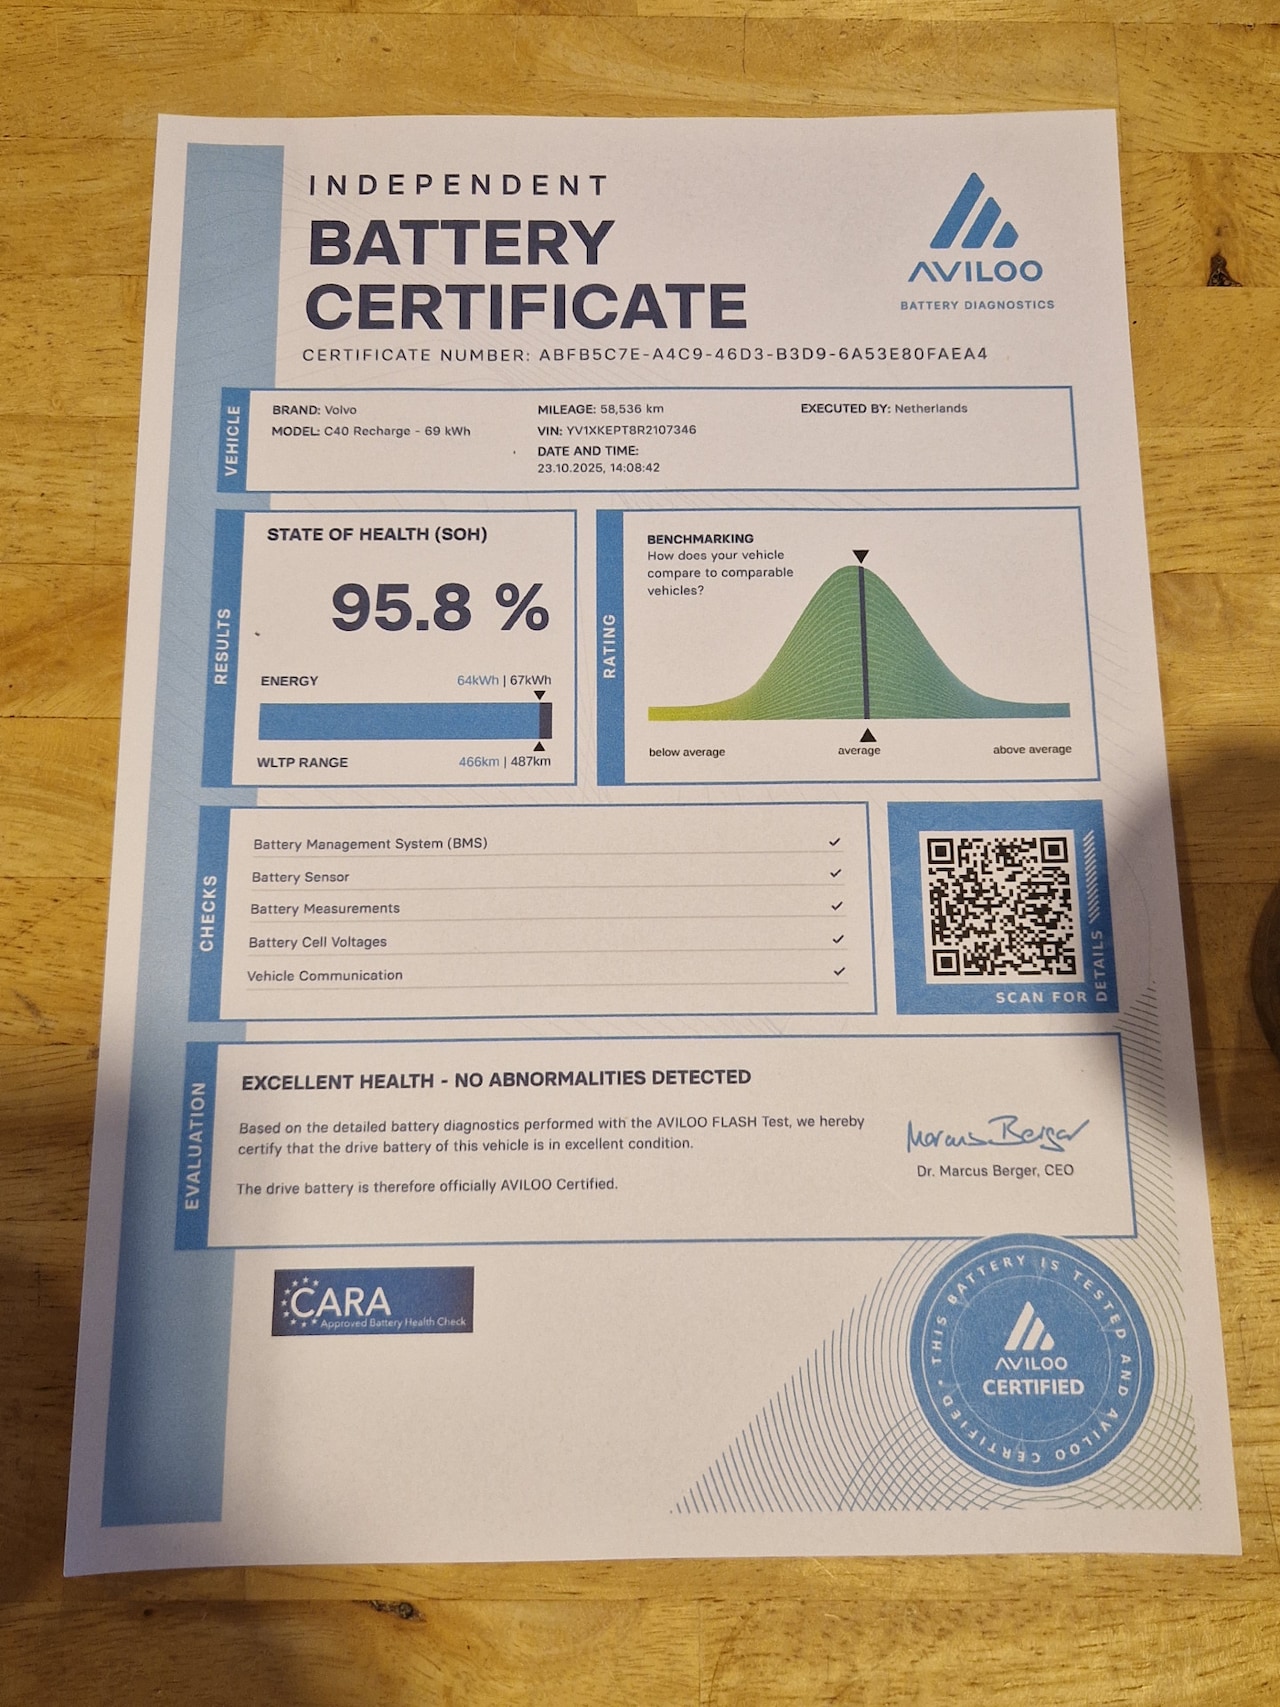 INDEPENDENT
BATTERY
CERTIFICATE
AVILOO
BATTERY DIAGNOSTICS
CERTIFICATE NUMBER: ABFB5C7E-A4C9-46D3-B3D9-6A53E80FAEA4
VEHICLE
BRAND: Volvo
MODEL: C40 Recharge - 69 kWh
MILEAGE: 58,536 km
VIN: YV1XKEPT8R2107346
DATE AND TIME:
23.10.2025, 14:08:42
EXECUTED BY: Netherlands
RESULTS
STATE OF HEALTH (SOH)
95.8 %
ENERGY 64kWh | 67kWh
WLTP RANGE 466km | 487km
RATING
BENCHMARKING
How does your vehicle
compare to comparable
vehicles?
below average average above average
CHECKS
Battery Management System (BMS) ✓
Battery Sensor ✓
Battery Measurements ✓
Battery Cell Voltages ✓
Vehicle Communication ✓
SCAN FOR
DETAILS
EVALUATION
EXCELLENT HEALTH - NO ABNORMALITIES DETECTED
Based on the detailed battery diagnostics performed with the AVILOO FLASH Test, we hereby
certify that the drive battery of this vehicle is in excellent condition.
The drive battery is therefore officially AVILOO Certified.
Marcus Berger
Dr. Marcus Berger, CEO
CARA
Approved Battery Health Check
THIS BATTERY IS TESTED AND AVILOO CERTIFIED •
AVILOO
CERTIFIED